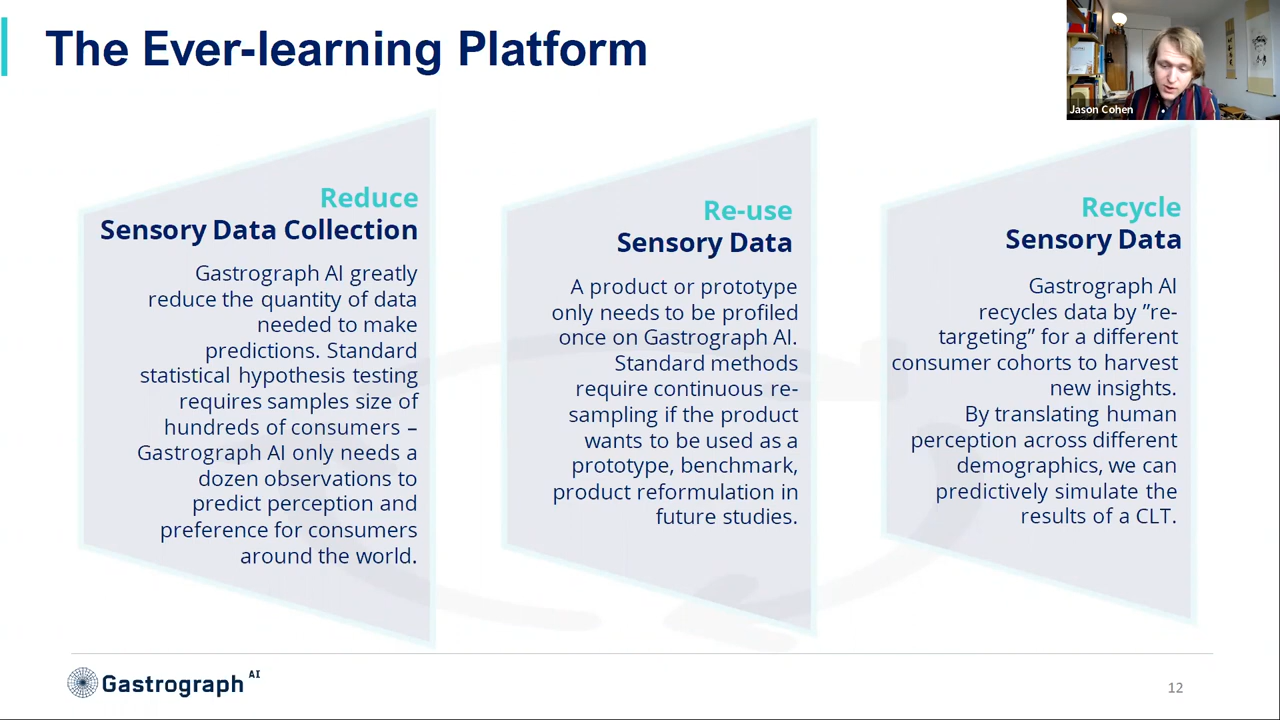 The Ever-learning Platform
Jason Cohen
Reduce
Sensory Data Collection
Gastrograph AI greatly
reduce the quantity of data
needed to make
predictions. Standard
statistical hypothesis testing
requires samples size of
hundreds of consumers –
Gastrograph AI only needs a
dozen observations to
predict perception and
preference for consumers
around the world.
Re-use
Sensory Data
A product or prototype
only needs to be profiled
once on Gastrograph AI.
Standard methods
require continuous re-
sampling if the product
wants to be used as a
prototype, benchmark,
product reformulation in
future studies.
Recycle
Sensory Data
Gastrograph AI
recycles data by ”re-
targeting” for a different
consumer cohorts to harvest
new insights.
By translating human
perception across different
demographics, we can
predictively simulate the
results of a CLT.
Gastrograph AI
12